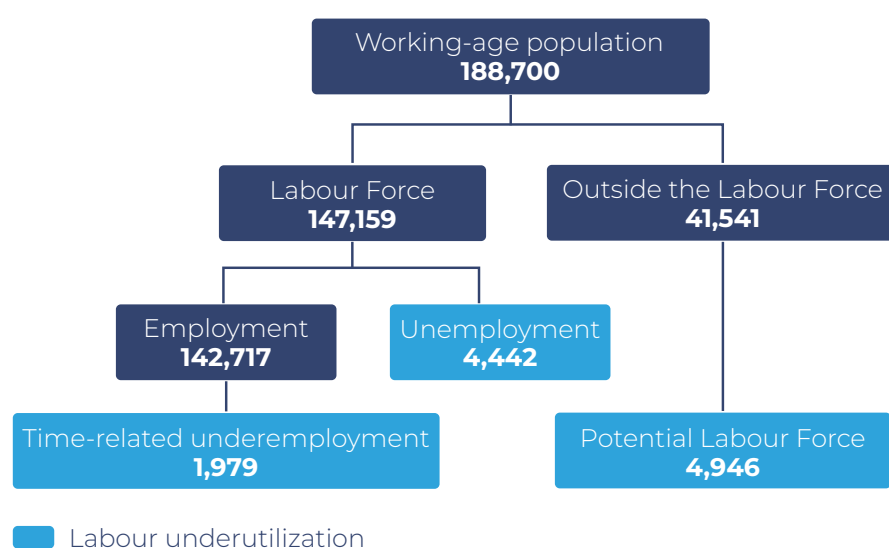 Working-age population
188,700
Labour Force
147,159
Outside the Labour Force
41,541
Employment
142,717
Unemployment
4,442
Time-related underemployment
1,979
Potential Labour Force
4,946
Labour underutilization